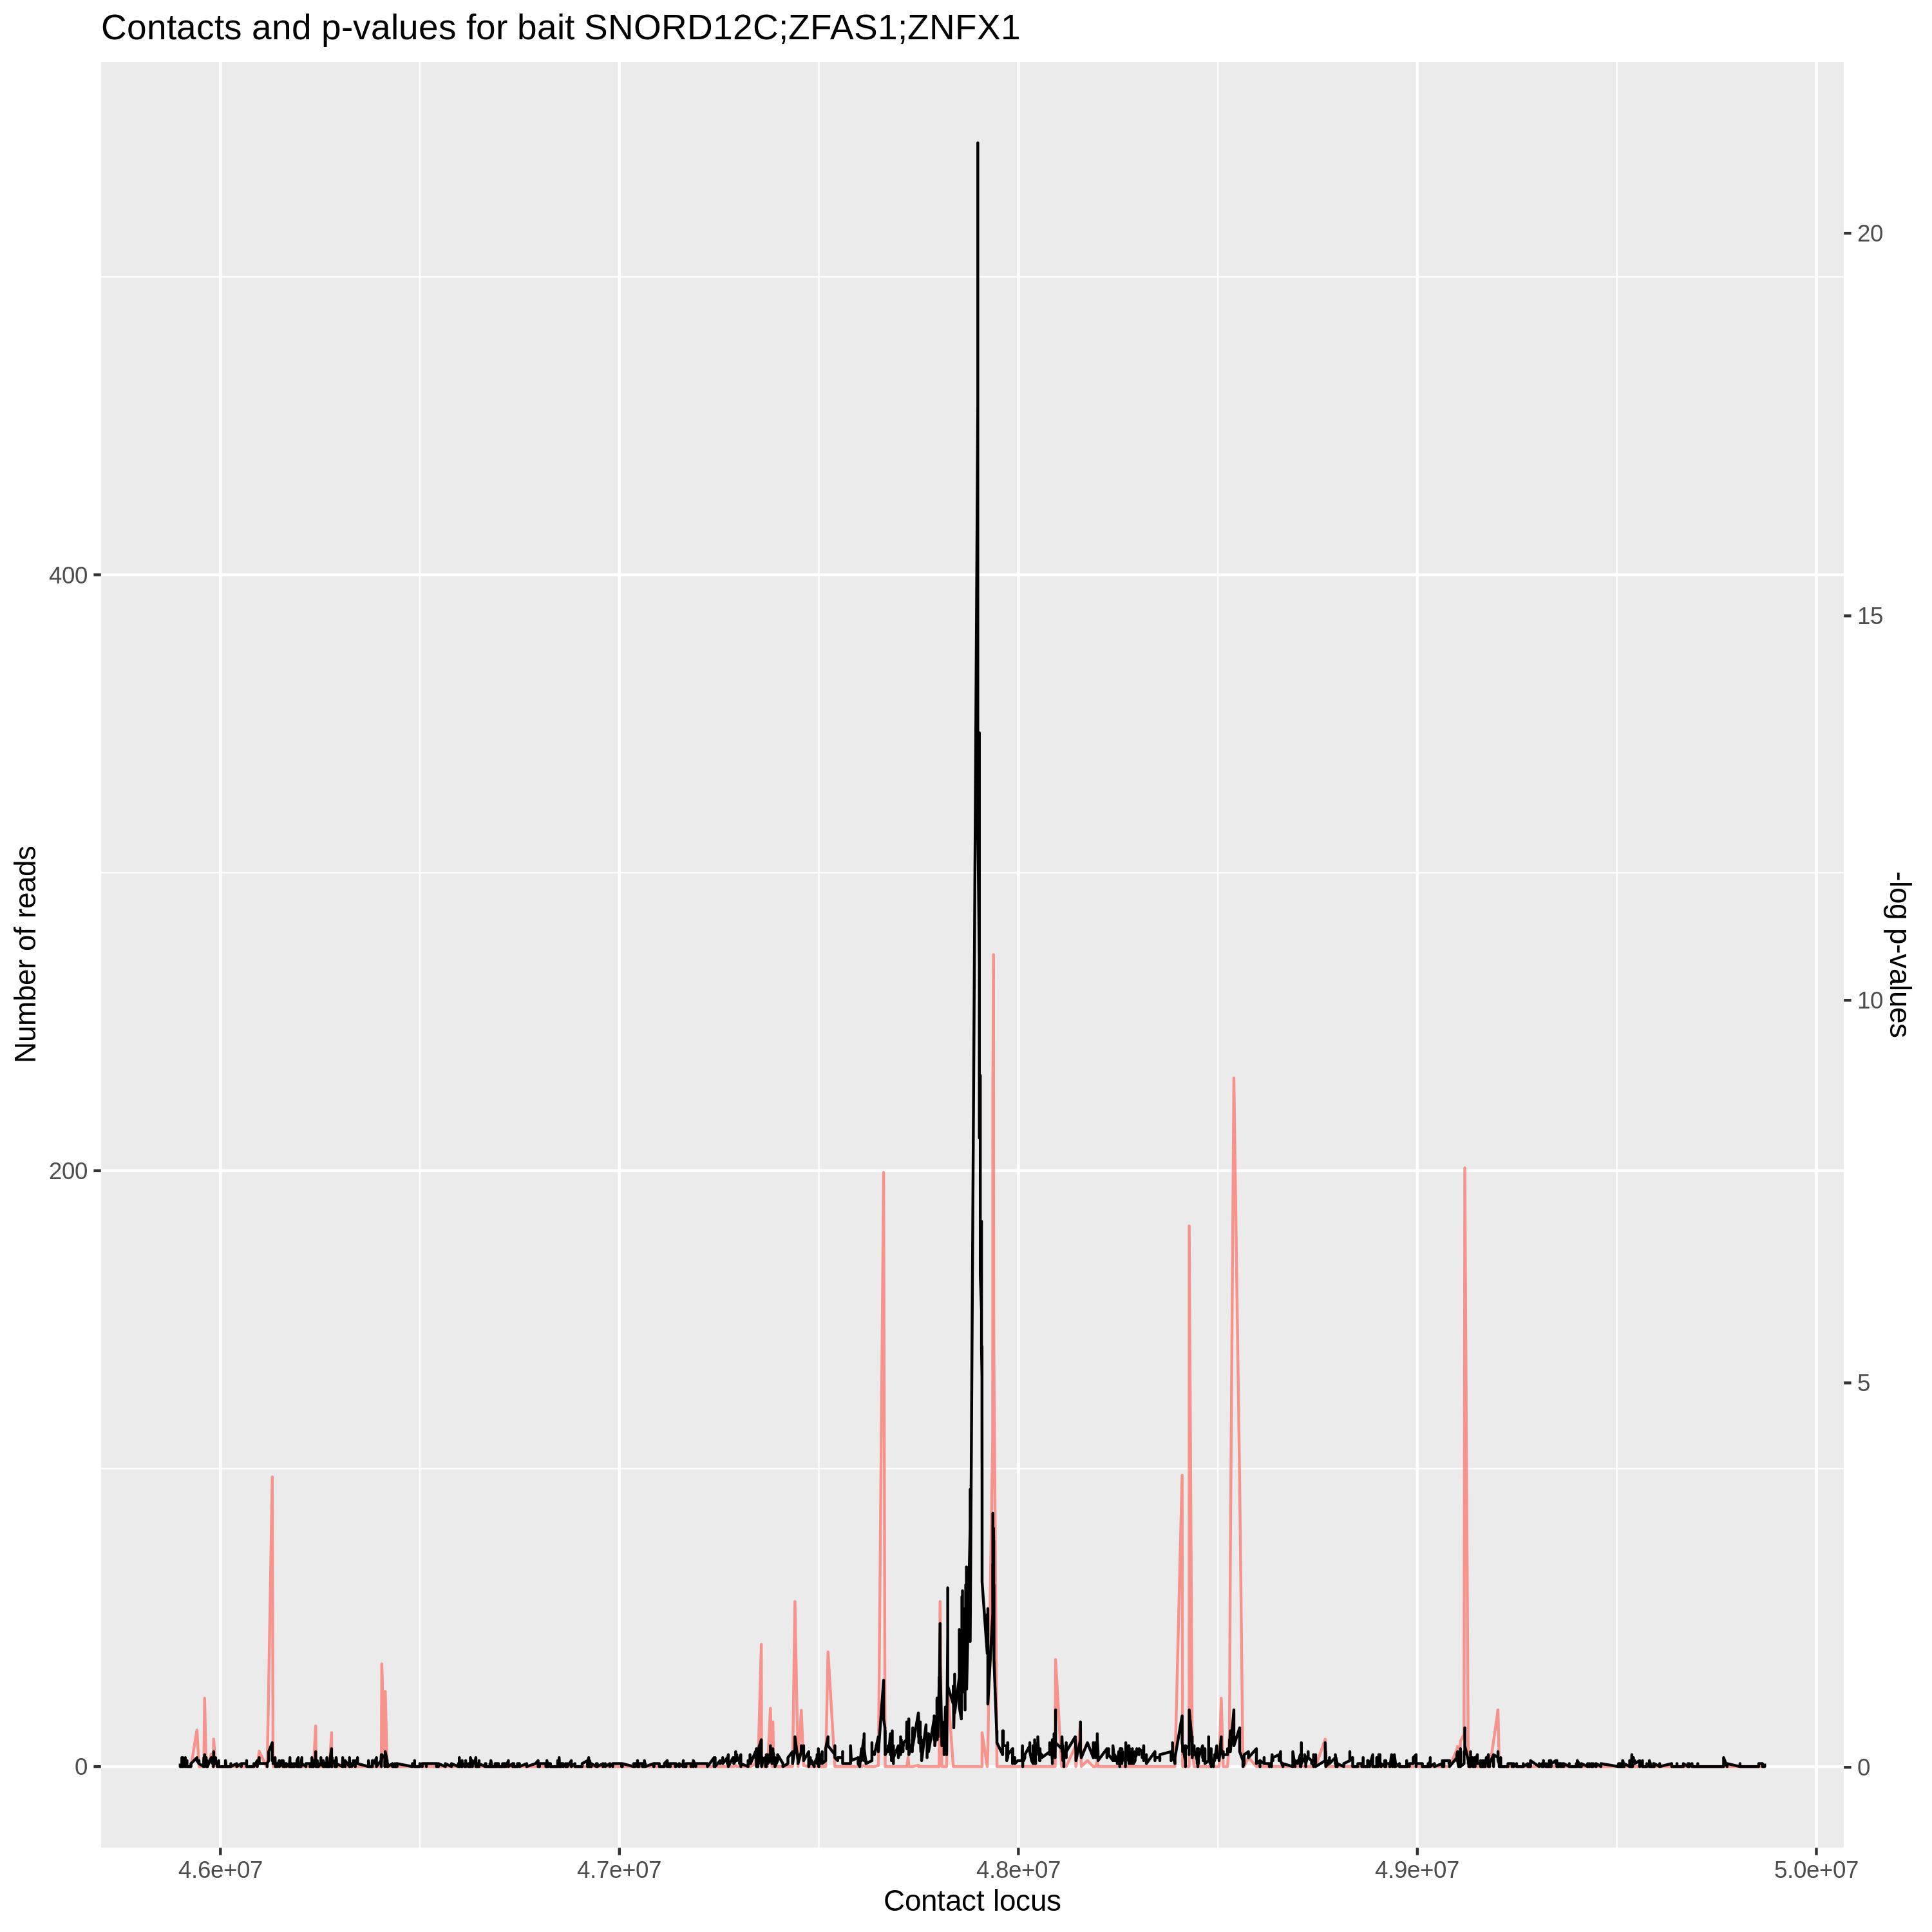 Contacts and p-values for bait SNORD12C;ZFAS1;ZNFX1
Number of reads
400
200
0
20
15
10
5
0
-log p-values
4.6e+07 4.7e+07 4.8e+07 4.9e+07 5.0e+07
Contact locus